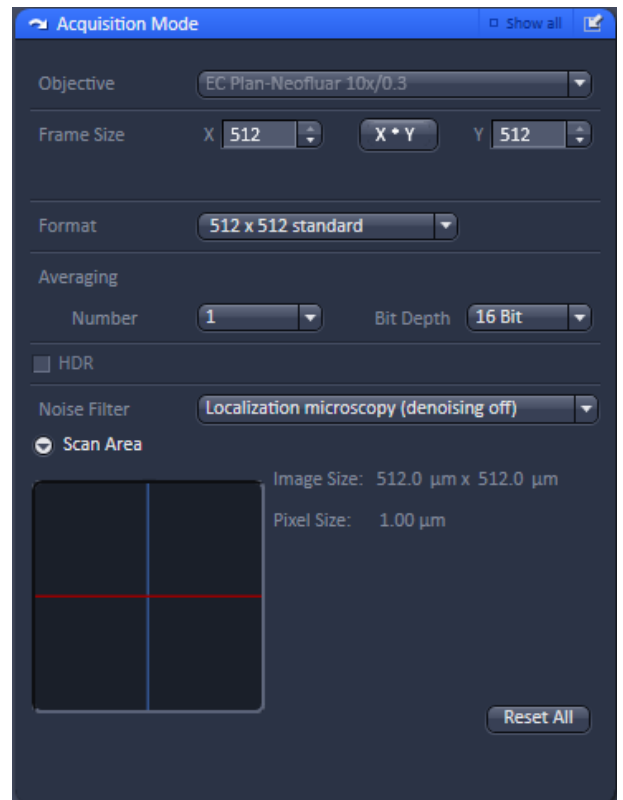 Acquisition Mode Show all
Objective EC Plan-Neofluar 10x/0.3
Frame Size X 512 X * Y Y 512
Format 512 x 512 standard
Averaging
Number 1 Bit Depth 16 Bit
HDR
Noise Filter Localization microscopy (denoising off)
Scan Area
Image Size: 512.0 µm x 512.0 µm
Pixel Size: 1.00 µm
Reset All